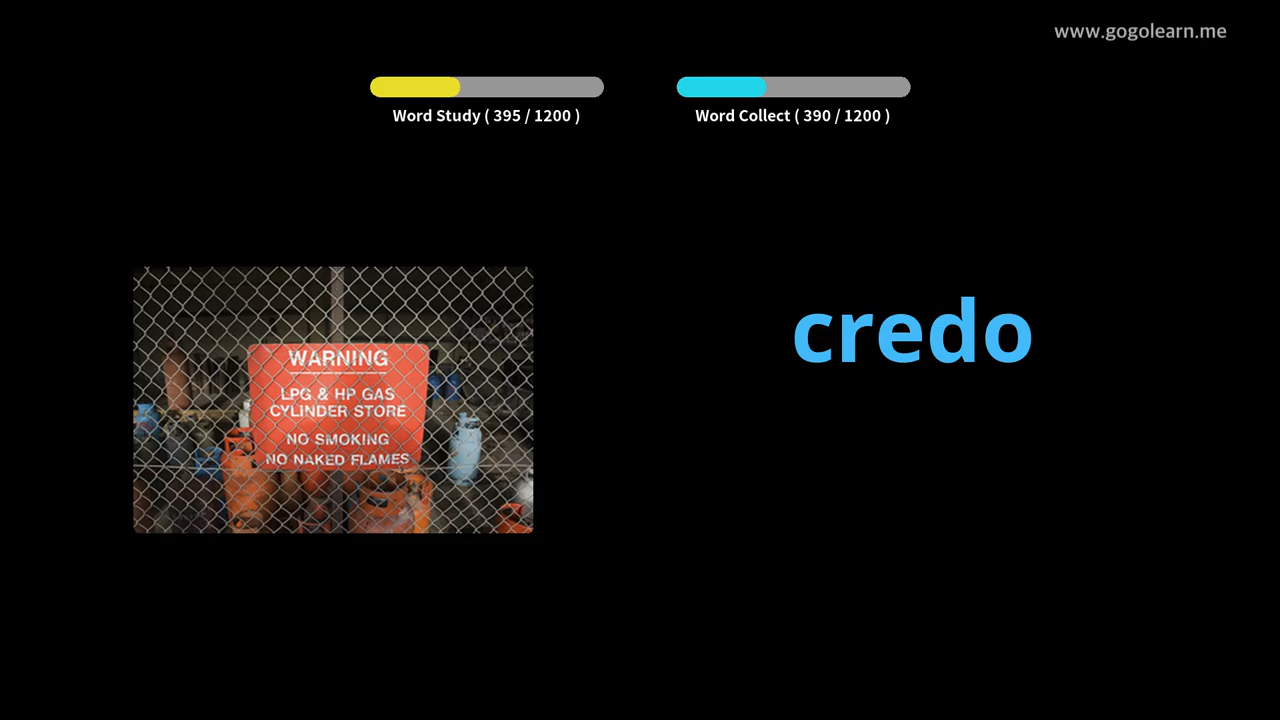 www.gogolearn.me
Word Study ( 395 / 1200 )
Word Collect ( 390 / 1200 )
credo
WARNING
LPG & HP GAS
CYLINDER STORE
NO SMOKING
NO NAKED FLAMES